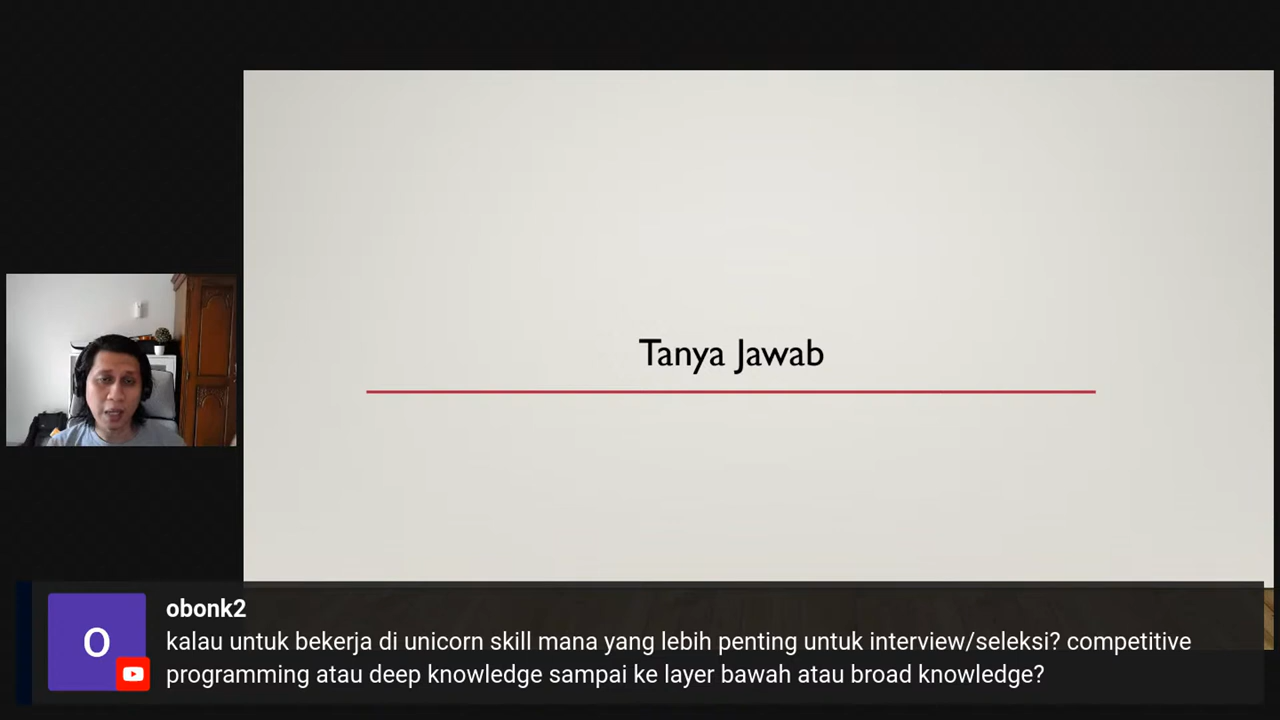 Tanya Jawab
O
obonk2
kalau untuk bekerja di unicorn skill mana yang lebih penting untuk interview/seleksi? competitive
programming atau deep knowledge sampai ke layer bawah atau broad knowledge?